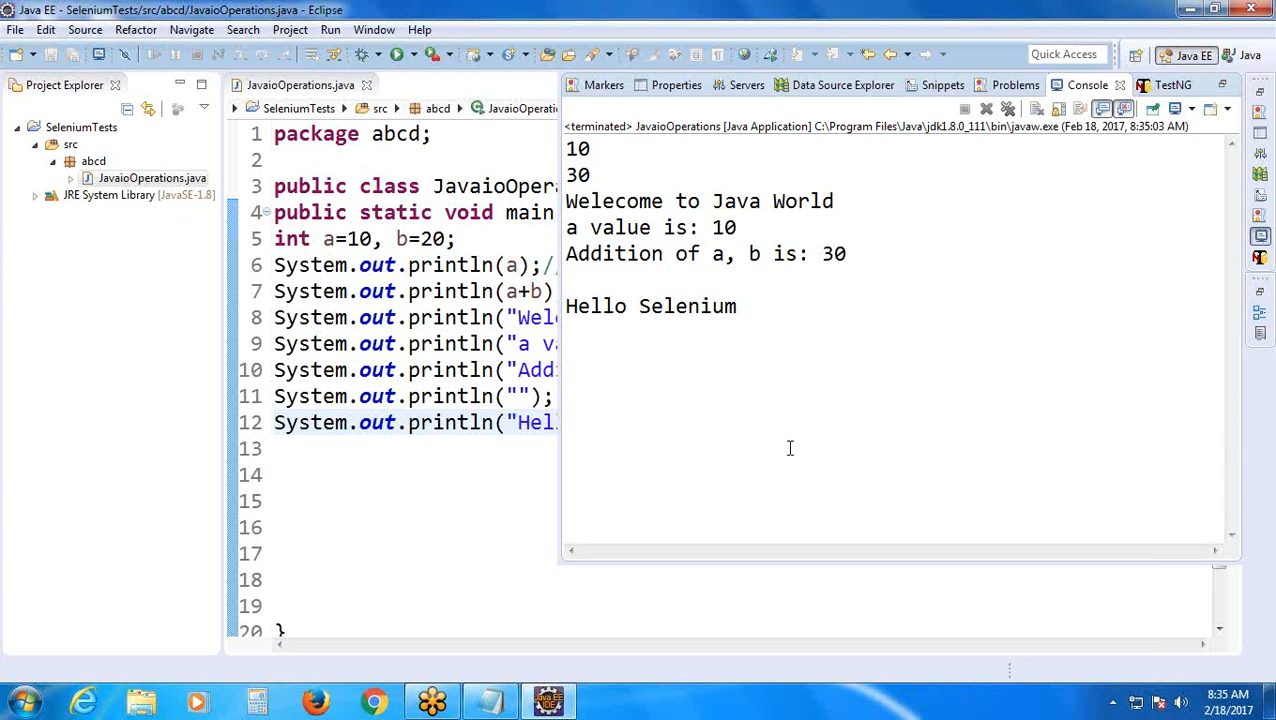 Java EE - SeleniumTests/src/abcd/JavaioOperations.java - Eclipse
File Edit Source Refactor Navigate Search Project Run Window Help
Quick Access
Java EE
Java
Project Explorer
JavaioOperations.java
Markers Properties Servers Data Source Explorer Snippets Problems Console TestNG
SeleniumTests src abcd JavaioOperati
<terminated> JavaioOperations [Java Application] C:\Program Files\Java\jdk1.8.0_111\bin\javaw.exe (Feb 18, 2017, 8:35:03 AM)
SeleniumTests
src
abcd
JavaioOperations.java
JRE System Library [JavaSE-1.8]
1 package abcd;
2
3 public class JavaioOpera
4 public static void main
5 int a=10, b=20;
6 System.out.println(a);/
7 System.out.println(a+b)
8 System.out.println("Wel
9 System.out.println("a va
10 System.out.println("Addi
11 System.out.println("");
12 System.out.println("Hel
13
14
15
16
17
18
19
20 }
10
30
Welecome to Java World
a value is: 10
Addition of a, b is: 30
Hello Selenium
Java EE
IDE
8:35 AM
2/18/2017